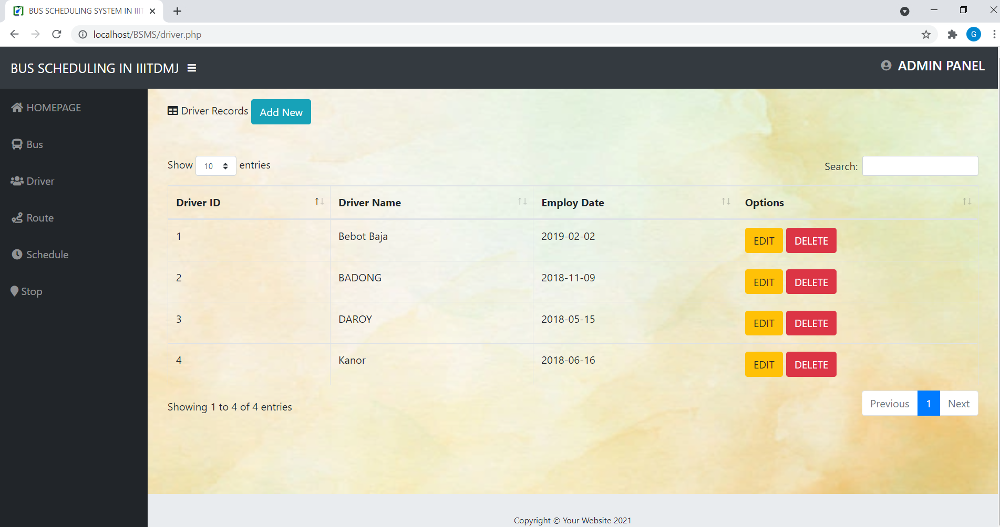 BUS SCHEDULING SYSTEM IN IIIT
localhost/BSMS/driver.php
G
BUS SCHEDULING IN IIITDMJ
ADMIN PANEL
HOMEPAGE
Bus
Driver
Route
Schedule
Stop
Driver Records Add New
Show 10 entries
Search:
Driver ID Driver Name Employ Date Options
1 Bebot Baja 2019-02-02 EDIT DELETE
2 BADONG 2018-11-09 EDIT DELETE
3 DAROY 2018-05-15 EDIT DELETE
4 Kanor 2018-06-16 EDIT DELETE
Showing 1 to 4 of 4 entries
Previous 1 Next
Copyright © Your Website 2021